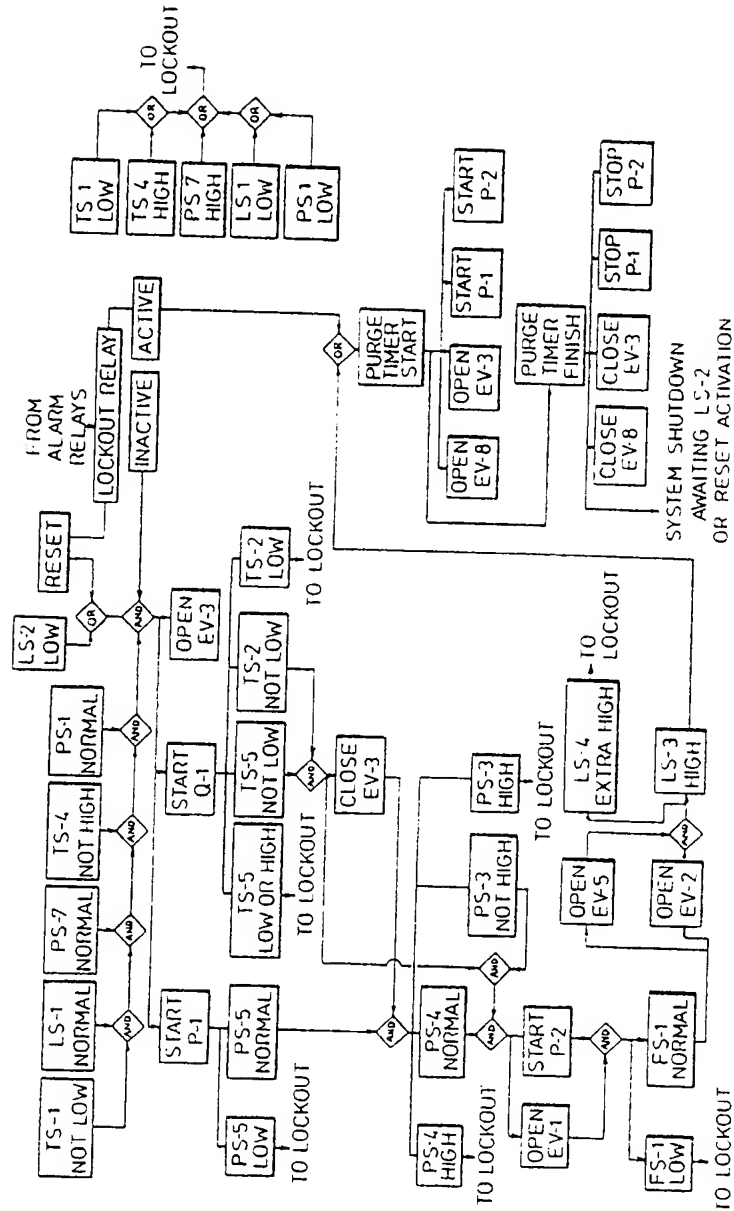 TS-1
NOT LOW
LS-1
NORMAL
PS-7
NORMAL
TS-4
NOT HIGH
PS-1
NORMAL
LS-2
LOW
RESET
FROM
ALARM
RELAYS
LOCKOUT RELAY
INACTIVE
ACTIVE
OR
AND
AND
AND
AND
AND
TS 1
LOW
TS 4
HIGH
PS 7
HIGH
LS 1
LOW
PS 1
LOW
OR
OR
OR
TO
LOCKOUT
START
P-1
START
Q-1
OPEN
EV-3
PS-5
LOW
PS-5
NORMAL
TO LOCKOUT
TS-5
LOW OR HIGH
TS-5
NOT LOW
TS-2
NOT LOW
TS-2
LOW
TO LOCKOUT
TO LOCKOUT
AND
CLOSE
EV-3
OR
PURGE
TIMER
START
OPEN
EV-8
OPEN
EV-3
START
P-1
START
P-2
PURGE
TIMER
FINISH
CLOSE
EV-8
CLOSE
EV-3
STOP
P-1
STOP
P-2
SYSTEM SHUTDOWN
AWAITING LS-2
OR RESET ACTIVATION
AND
PS-4
HIGH
PS-4
NORMAL
PS-3
NOT HIGH
PS-3
HIGH
TO LOCKOUT
TO LOCKOUT
AND
AND
OPEN
EV-1
START
P-2
AND
FS-1
LOW
FS-1
NORMAL
TO LOCKOUT
OPEN
EV-5
OPEN
EV-2
AND
LS-4
EXTRA HIGH
TO
LOCKOUT
LS-3
HIGH